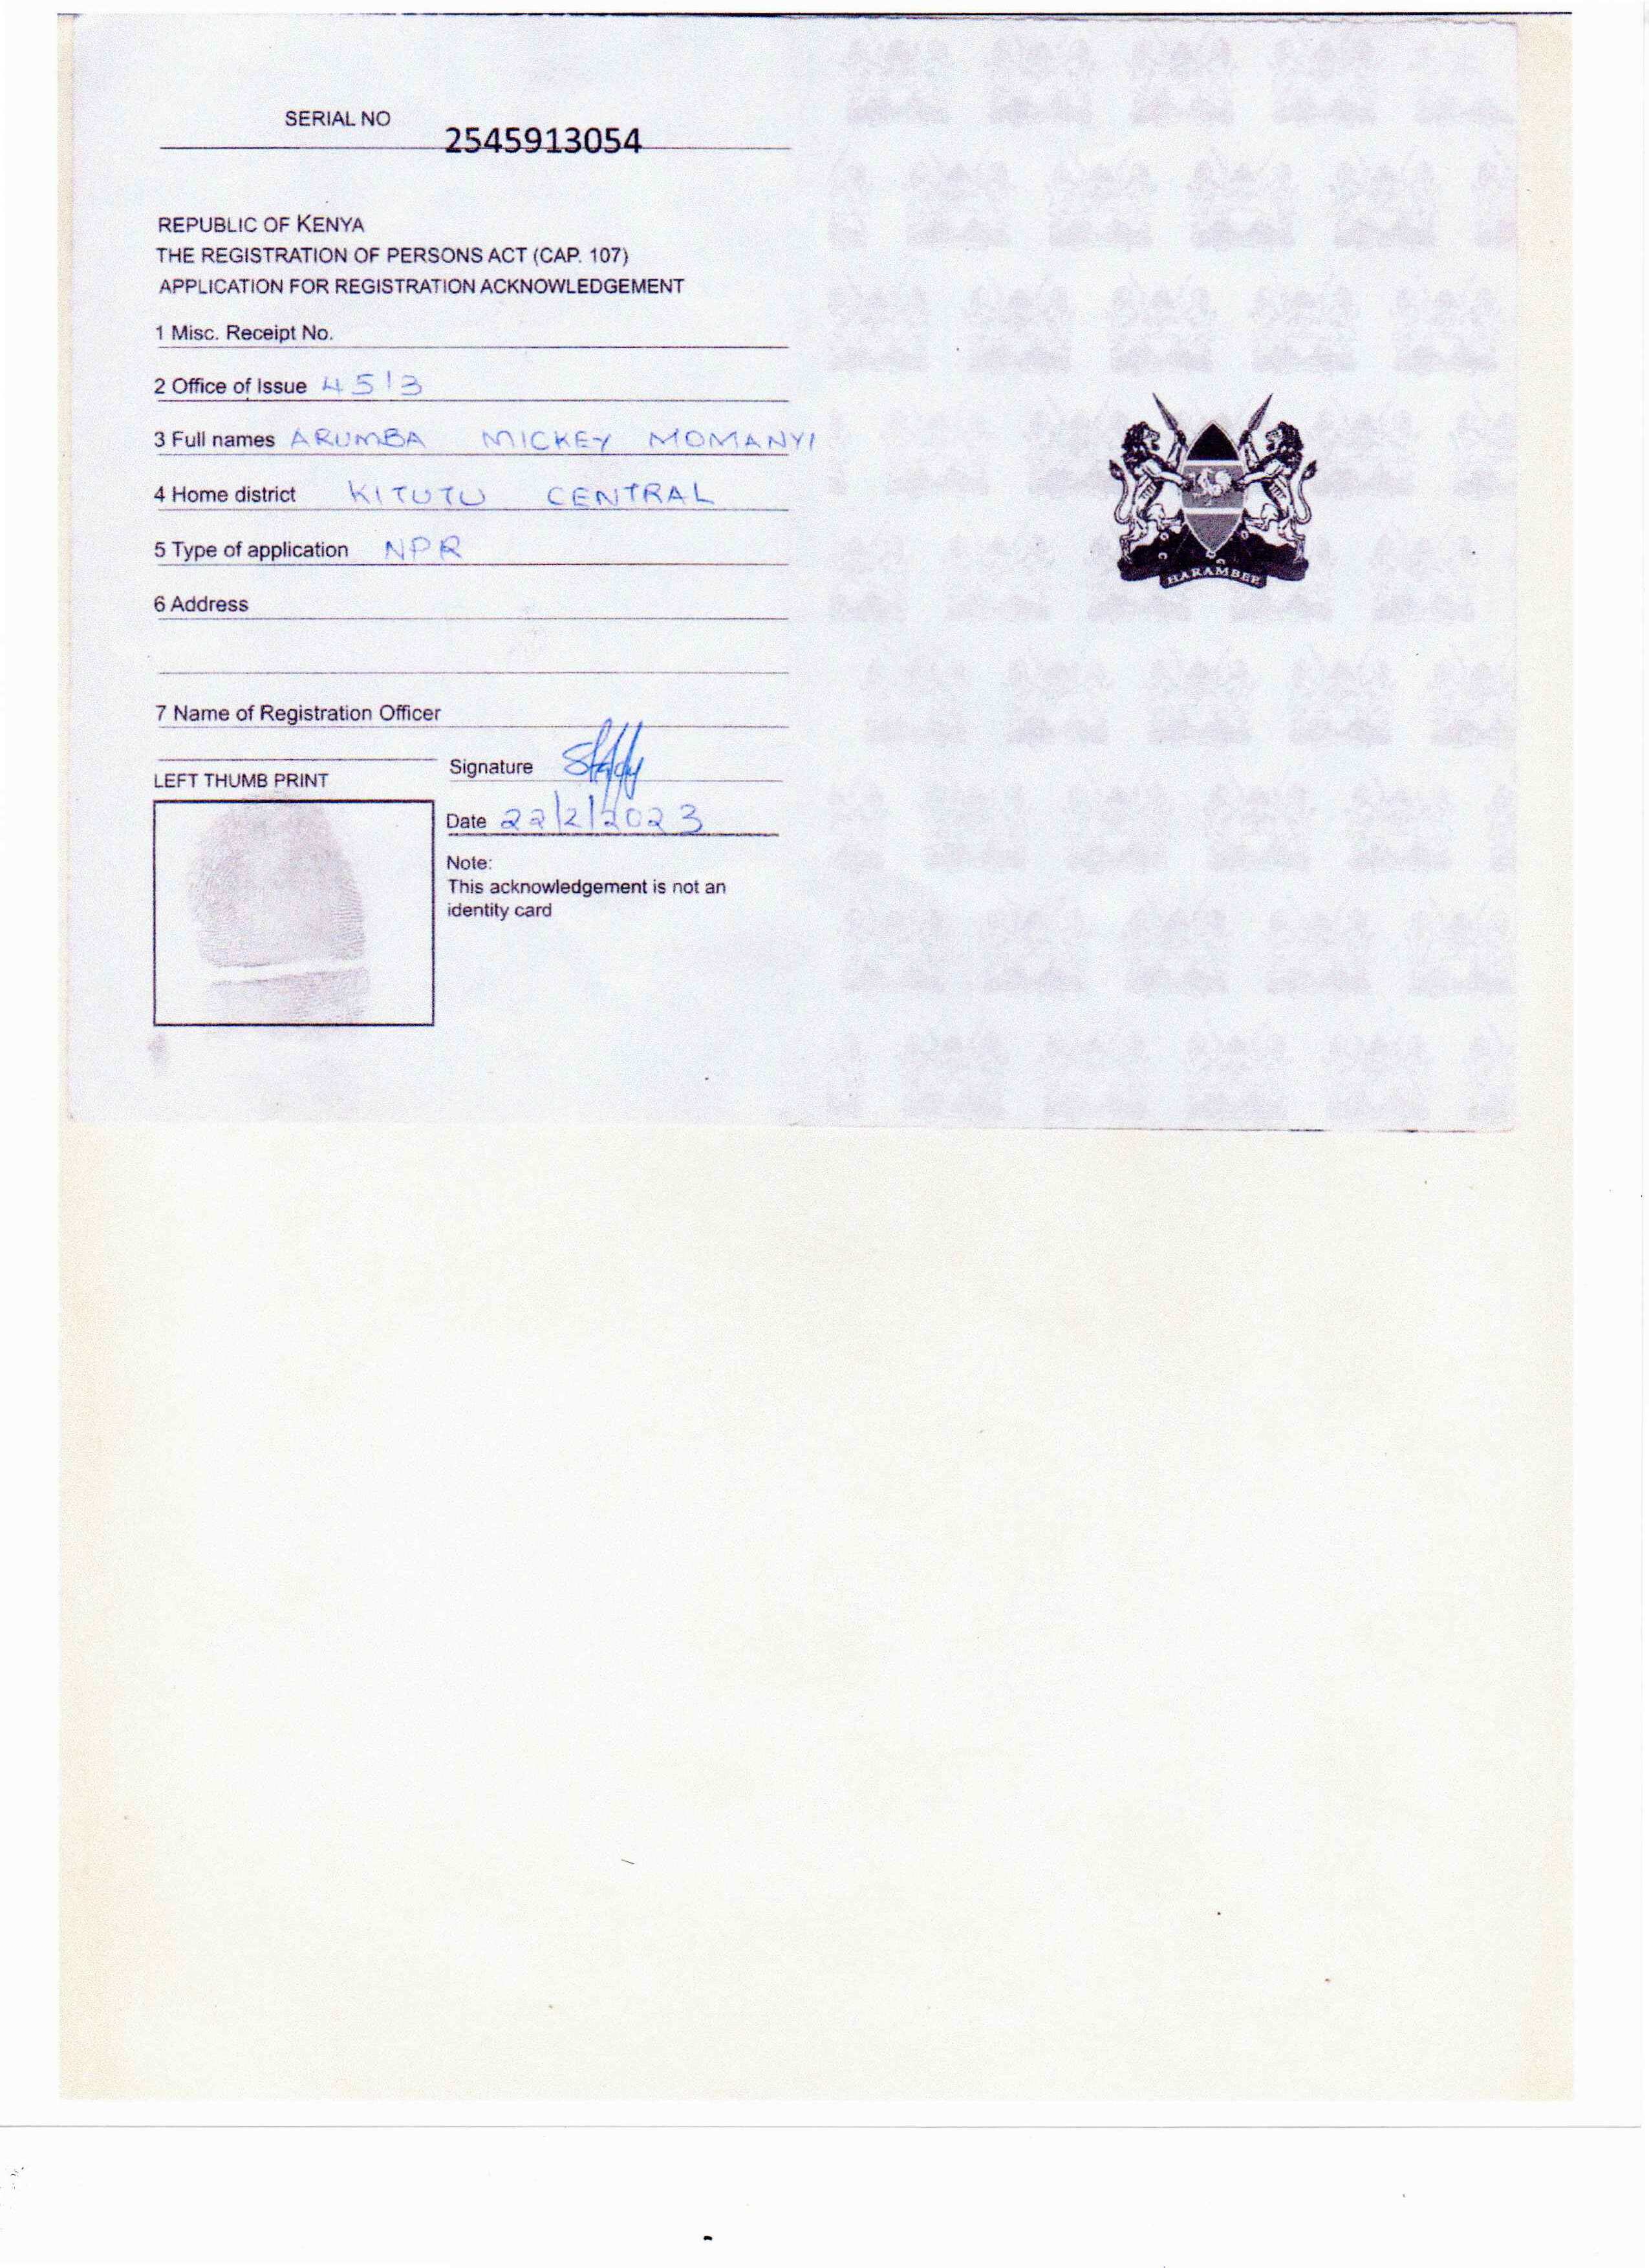 SERIAL NO 2545913054
REPUBLIC OF KENYA
THE REGISTRATION OF PERSONS ACT (CAP. 107)
APPLICATION FOR REGISTRATION ACKNOWLEDGEMENT
1 Misc. Receipt No.
2 Office of Issue 4513
3 Full names ARUMBA MICKEY MOMANYI
4 Home district KITUTU CENTRAL
5 Type of application NPR
6 Address
7 Name of Registration Officer
Signature
LEFT THUMB PRINT
Date 22/2/2023
Note:
This acknowledgement is not an
identity card
HARAMBEE